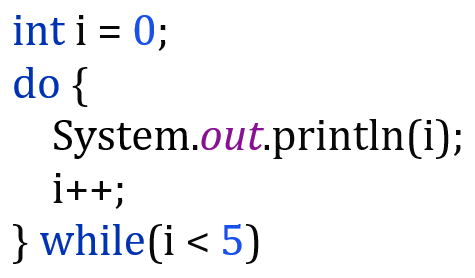 int i = 0;
do {
    System.out.println(i);
    i++;
} while(i < 5)